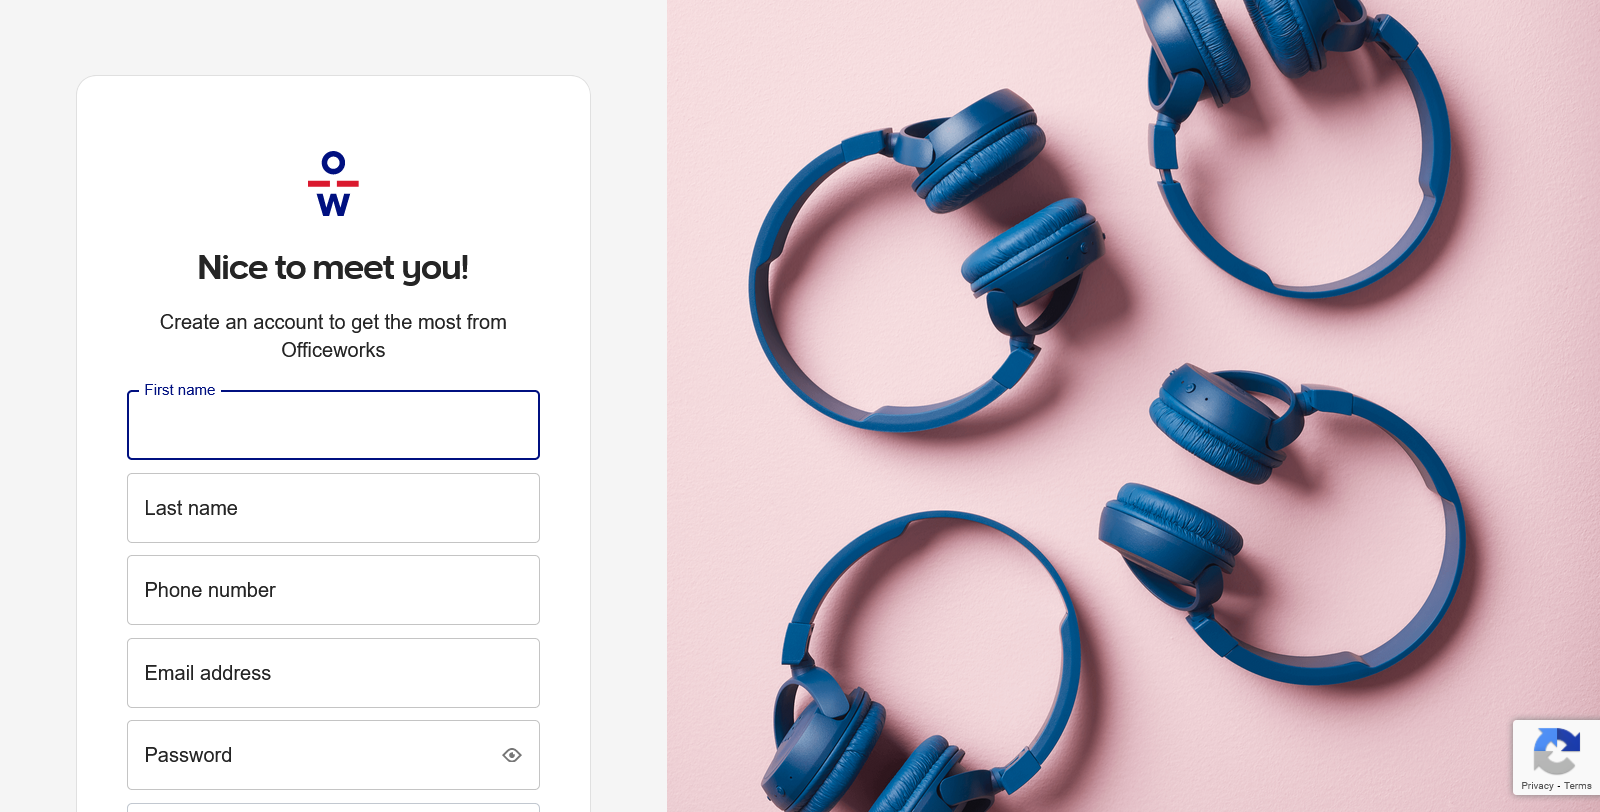 OW
Nice to meet you!
Create an account to get the most from
Officeworks
First name
Last name
Phone number
Email address
Password
Privacy - Terms